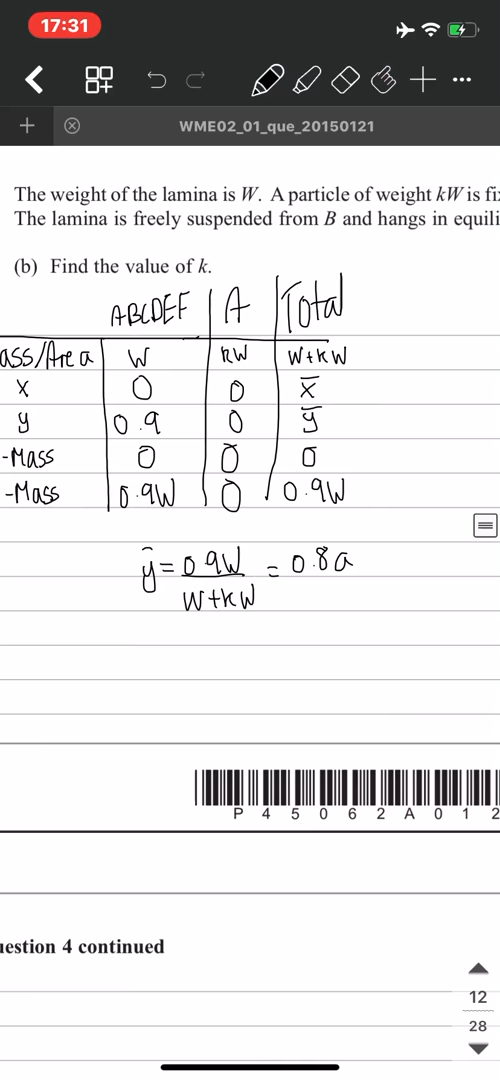 17:31
WME02_01_que_20150121
The weight of the lamina is W. A particle of weight kW is fix
The lamina is freely suspended from B and hangs in equili
(b) Find the value of k.
ABCDEF A Total
ass/Area W kW W+kW
x 0 0 x̄
y 0.9 0 ȳ
-Mass 0 0 0
-Mass 0.9W 0 0.9W
ȳ = 0.9W / W+kW = 0.8a
P 4 5 0 6 2 A 0 1 2
uestion 4 continued
12
28